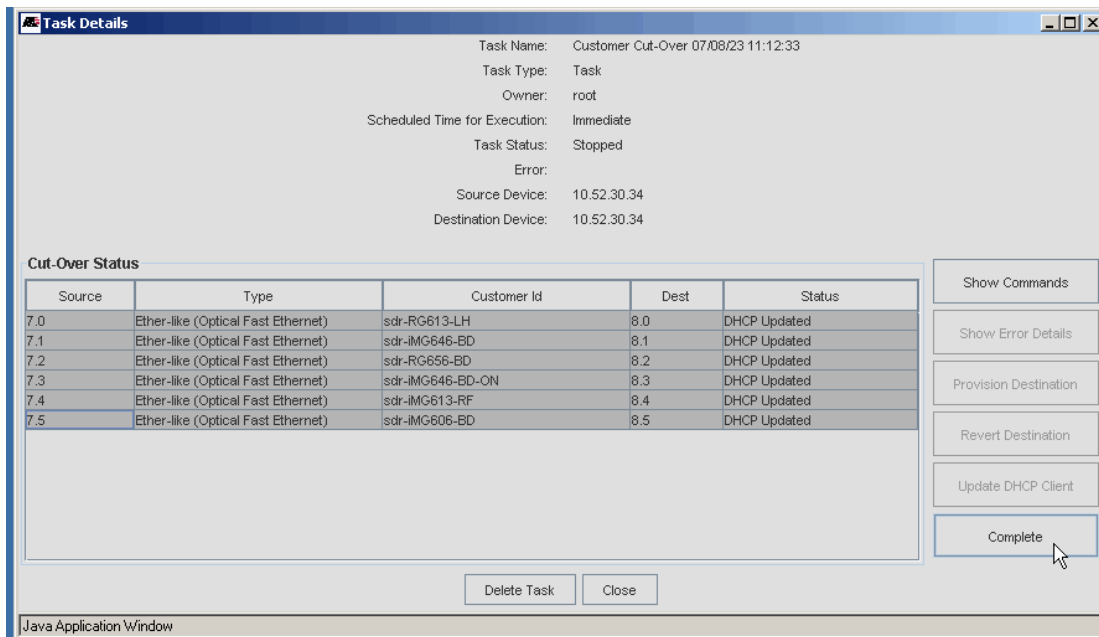 Task Details
Task Name: Customer Cut-Over 07/08/23 11:12:33
Task Type: Task
Owner: root
Scheduled Time for Execution: Immediate
Task Status: Stopped
Error:
Source Device: 10.52.30.34
Destination Device: 10.52.30.34
Cut-Over Status
Source Type Customer Id Dest Status
7.0 Ether-like (Optical Fast Ethernet) sdr-RG613-LH 8.0 DHCP Updated
7.1 Ether-like (Optical Fast Ethernet) sdr-iMG646-BD 8.1 DHCP Updated
7.2 Ether-like (Optical Fast Ethernet) sdr-RG656-BD 8.2 DHCP Updated
7.3 Ether-like (Optical Fast Ethernet) sdr-iMG646-BD-ON 8.3 DHCP Updated
7.4 Ether-like (Optical Fast Ethernet) sdr-iMG613-RF 8.4 DHCP Updated
7.5 Ether-like (Optical Fast Ethernet) sdr-iMG606-BD 8.5 DHCP Updated
Show Commands
Show Error Details
Provision Destination
Revert Destination
Update DHCP Client
Complete
Delete Task Close
Java Application Window